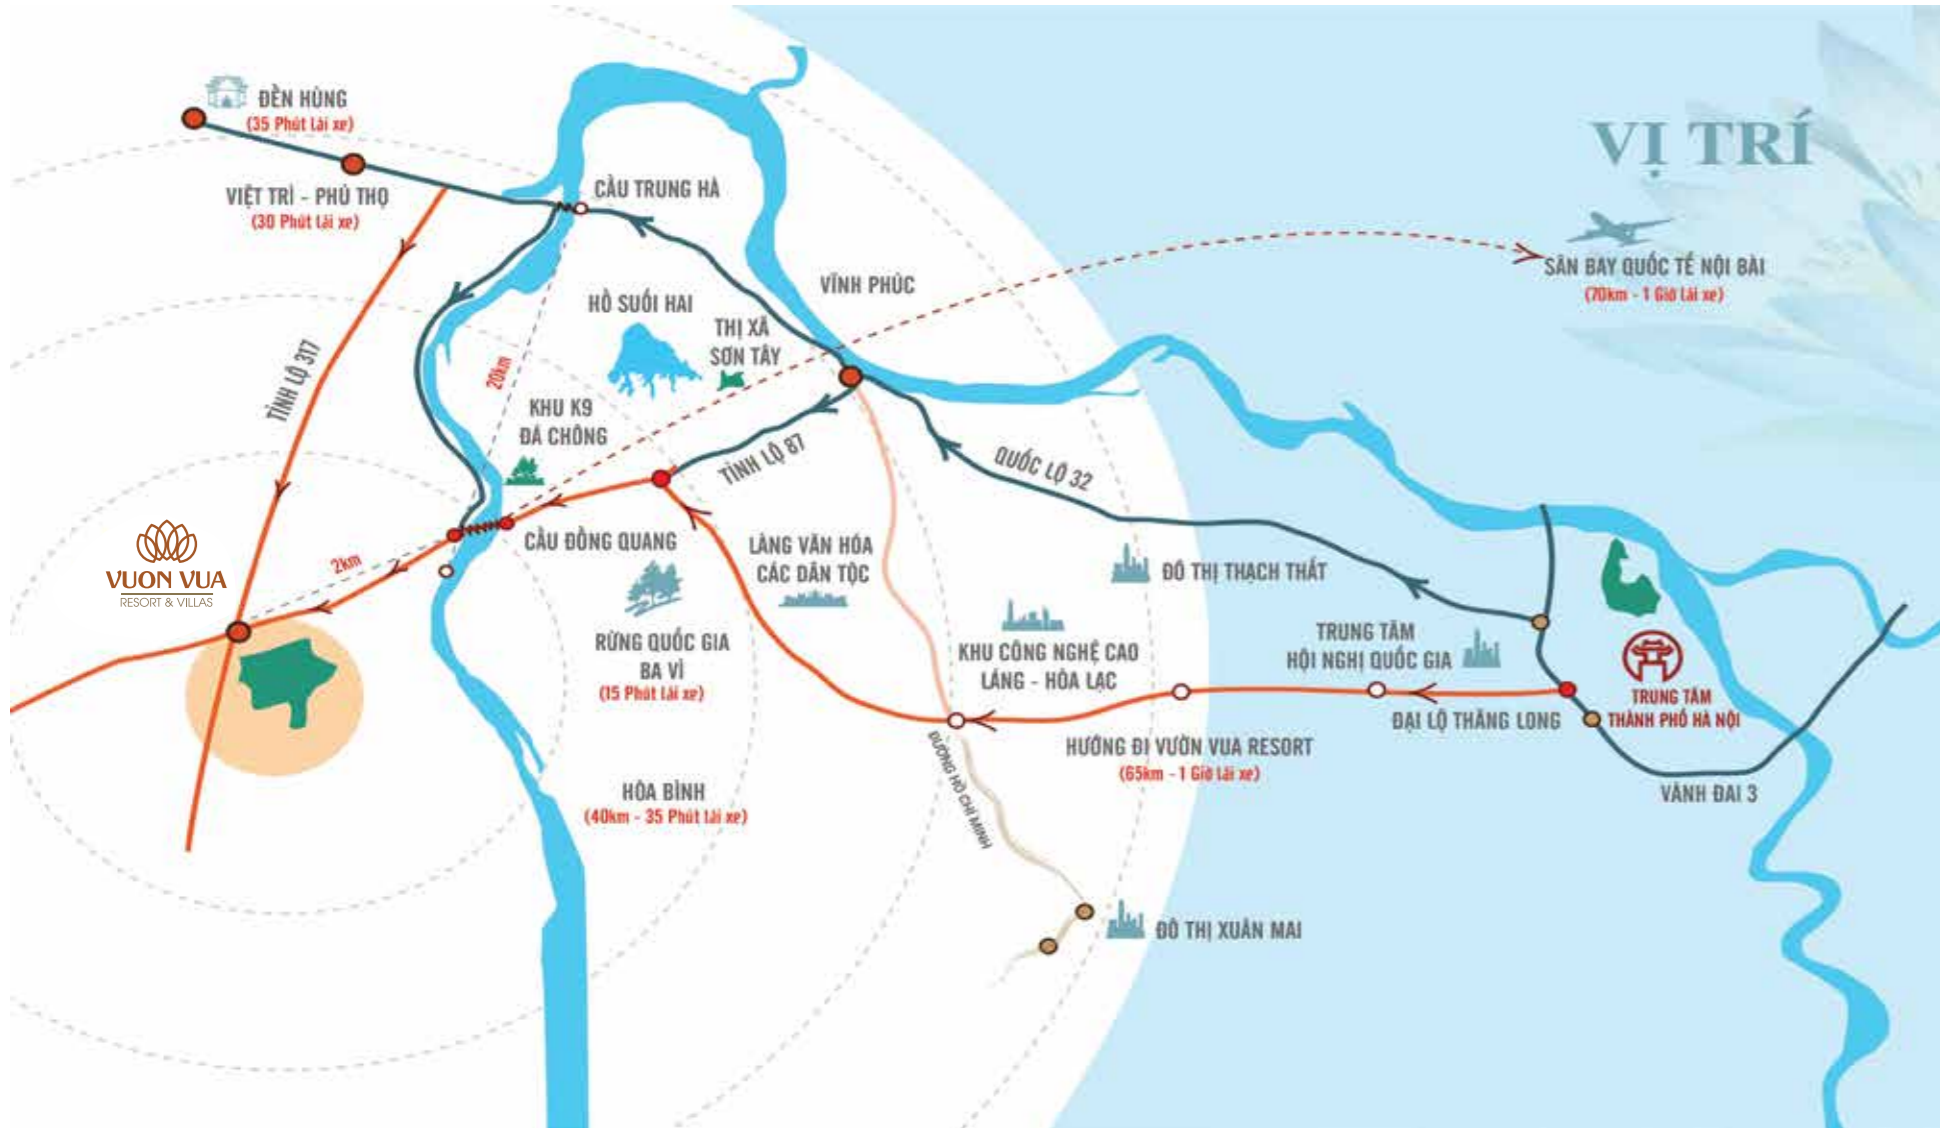 VỊ TRÍ
ĐỀN HÙNG
(35 Phút lái xe)
VIỆT TRÌ - PHÚ THỌ
(30 Phút lái xe)
CẦU TRUNG HÀ
SÂN BAY QUỐC TẾ NỘI BÀI
(70km - 1 Giờ lái xe)
VĨNH PHÚC
HỒ SUỐI HAI
THỊ XÃ
SƠN TÂY
TỈNH LỘ 317
20km
KHU K9
ĐÁ CHÔNG
TỈNH LỘ 87
QUỐC LỘ 32
VUON VUA
RESORT & VILLAS
2km
CẦU ĐỒNG QUANG
LÀNG VĂN HÓA
CÁC DÂN TỘC
ĐÔ THỊ THẠCH THẤT
RỪNG QUỐC GIA
BA VÌ
(15 Phút lái xe)
KHU CÔNG NGHỆ CAO
LÁNG - HÒA LẠC
TRUNG TÂM
HỘI NGHỊ QUỐC GIA
TRUNG TÂM
THÀNH PHỐ HÀ NỘI
ĐẠI LỘ THĂNG LONG
HƯỚNG ĐI VƯỜN VUA RESORT
(65km - 1 Giờ lái xe)
ĐƯỜNG HỒ CHÍ MINH
HÒA BÌNH
(40km - 35 Phút lái xe)
VÀNH ĐAI 3
ĐÔ THỊ XUÂN MAI